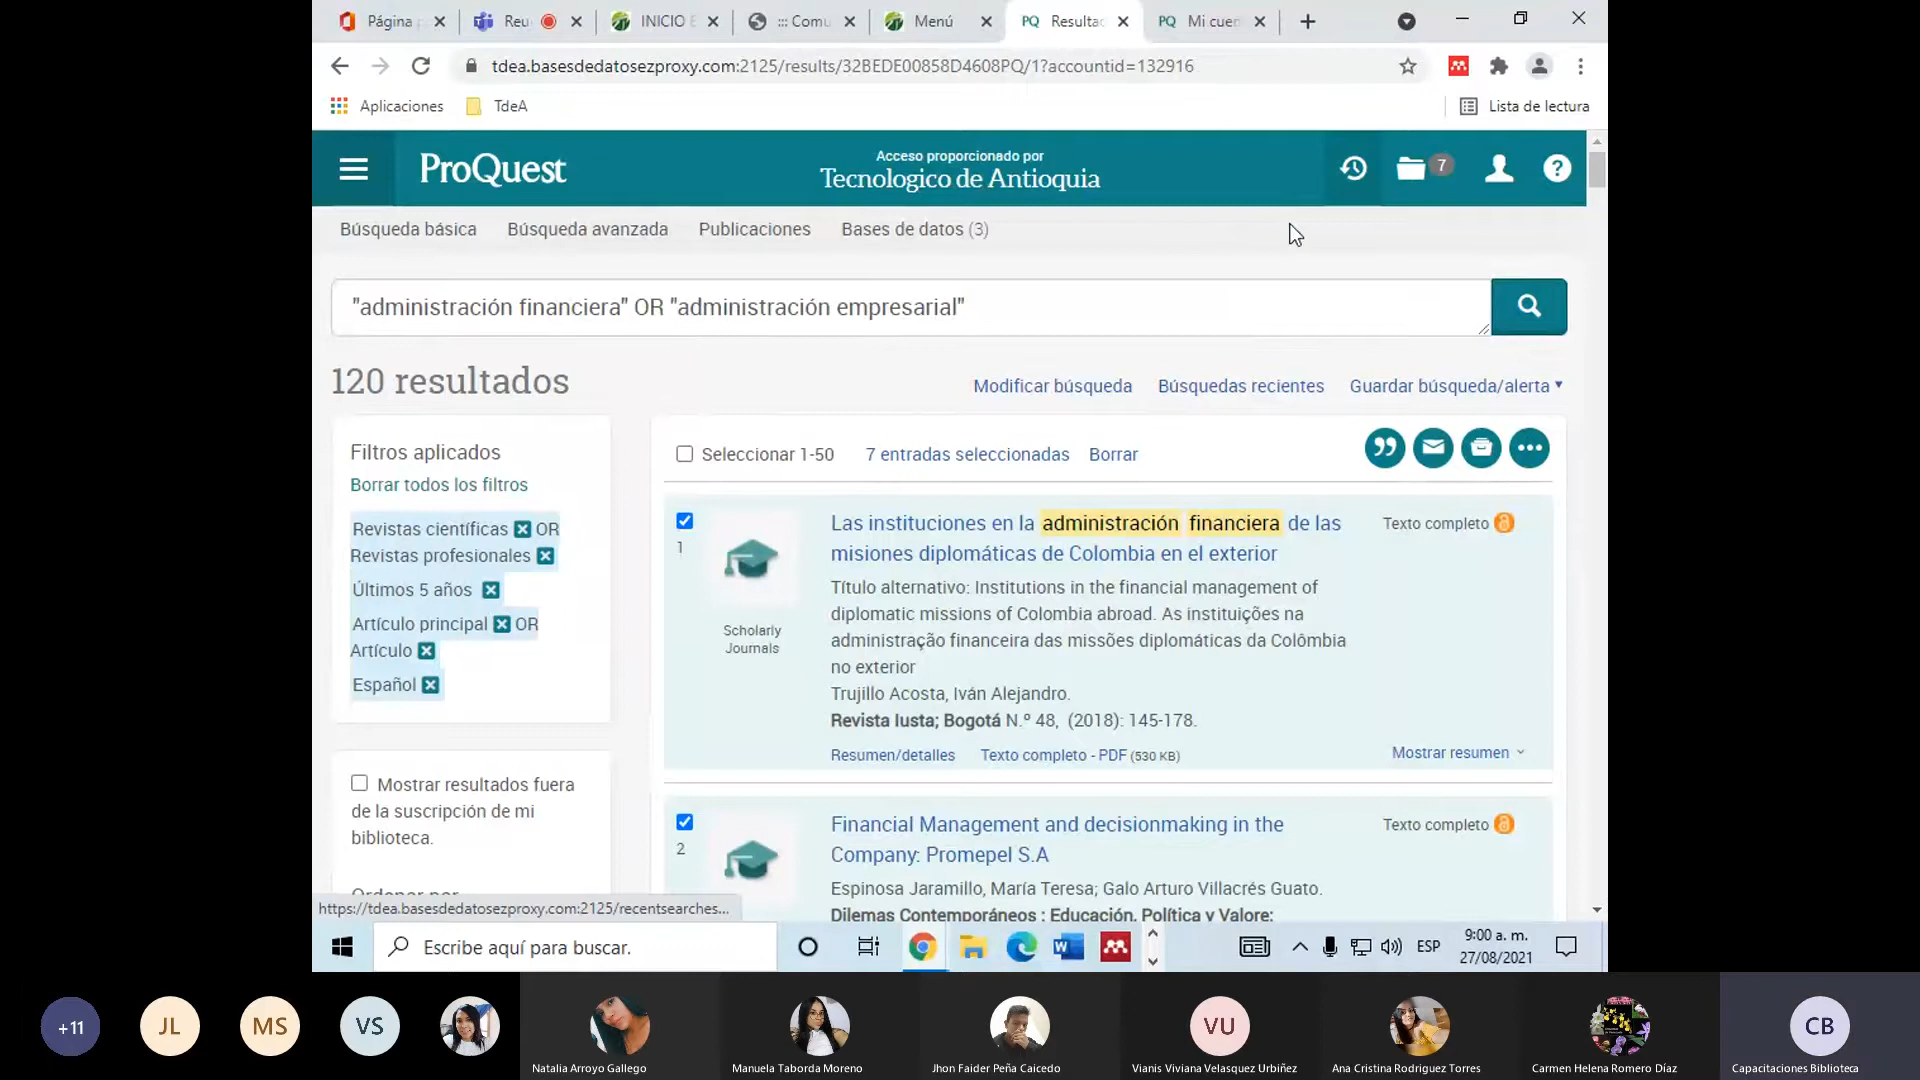 Página p
Reu
INICIO E
::: Comu
Menú
PQ Resultac
PQ Mi cuen
tdea.basesdedatosezproxy.com:2125/results/32BEDE00858D4608PQ/1?accountid=132916
Aplicaciones
TdeA
Lista de lectura
ProQuest
Acceso proporcionado por
Tecnologico de Antioquia
7
?
Búsqueda básica
Búsqueda avanzada
Publicaciones
Bases de datos (3)
"administración financiera" OR "administración empresarial"
120 resultados
Modificar búsqueda
Búsquedas recientes
Guardar búsqueda/alerta
Filtros aplicados
Borrar todos los filtros
Revistas científicas OR
Revistas profesionales
Últimos 5 años
Artículo principal OR
Artículo
Español
Mostrar resultados fuera
de la suscripción de mi
biblioteca.
Ordenar por
Seleccionar 1-50
7 entradas seleccionadas
Borrar
1
Scholarly
Journals
Las instituciones en la administración financiera de las
misiones diplomáticas de Colombia en el exterior
Texto completo
Título alternativo: Institutions in the financial management of
diplomatic missions of Colombia abroad. As instituições na
administração financeira das missões diplomáticas da Colômbia
no exterior
Trujillo Acosta, Iván Alejandro.
Revista Iusta; Bogotá N.º 48, (2018): 145-178.
Resumen/detalles
Texto completo - PDF (530 KB)
Mostrar resumen
2
Financial Management and decisionmaking in the
Company: Promepel S.A
Texto completo
Espinosa Jaramillo, María Teresa; Galo Arturo Villacrés Guato.
Dilemas Contemporáneos : Educación, Política y Valore;
https://tdea.basesdedatosezproxy.com:2125/recentsearches...
Escribe aquí para buscar.
ESP
9:00 a. m.
27/08/2021
+11
JL
MS
VS
Natalia Arroyo Gallego
Manuela Taborda Moreno
Jhon Faider Peña Caicedo
VU
Vianis Viviana Velasquez Urbiñez
Ana Cristina Rodriguez Torres
Carmen Helena Romero Díaz
CB
Capacitaciones Biblioteca